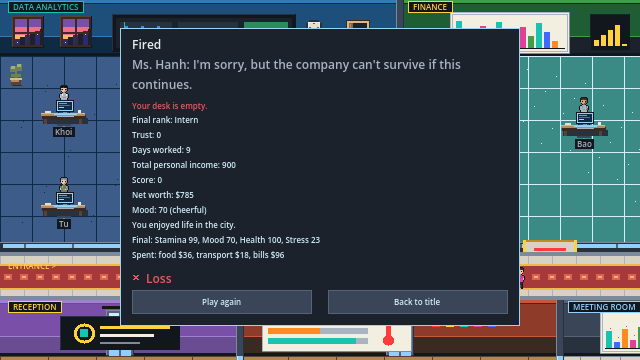 DATA ANALYTICS
FINANCE
Fired
Ms. Hanh: I'm sorry, but the company can't survive if this
continues.
Your desk is empty.
Final rank: Intern
Trust: 0
Days worked: 9
Total personal income: 900
Score: 0
Net worth: $785
Mood: 70 (cheerful)
You enjoyed life in the city.
Final: Stamina 99, Mood 70, Health 100, Stress 23
Spent: food $36, transport $18, bills $96
× Loss
Play again
Back to title
Khoi
Bao
Tu
ENTRANCE >
RECEPTION
MEETING ROOM